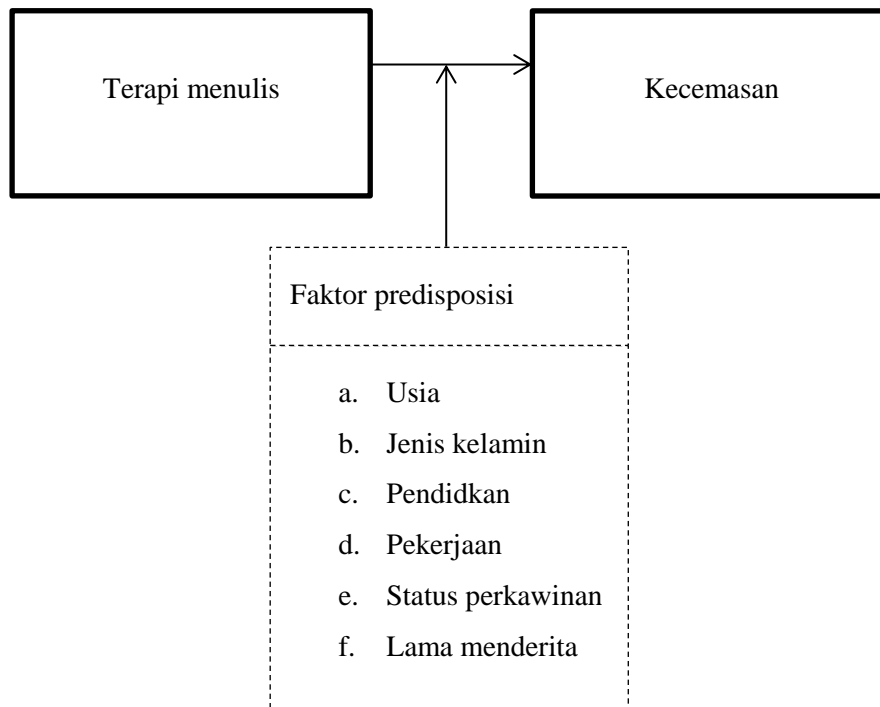 Terapi menulis
Kecemasan
Faktor predisposisi
a. Usia
b. Jenis kelamin
c. Pendidkan
d. Pekerjaan
e. Status perkawinan
f. Lama menderita